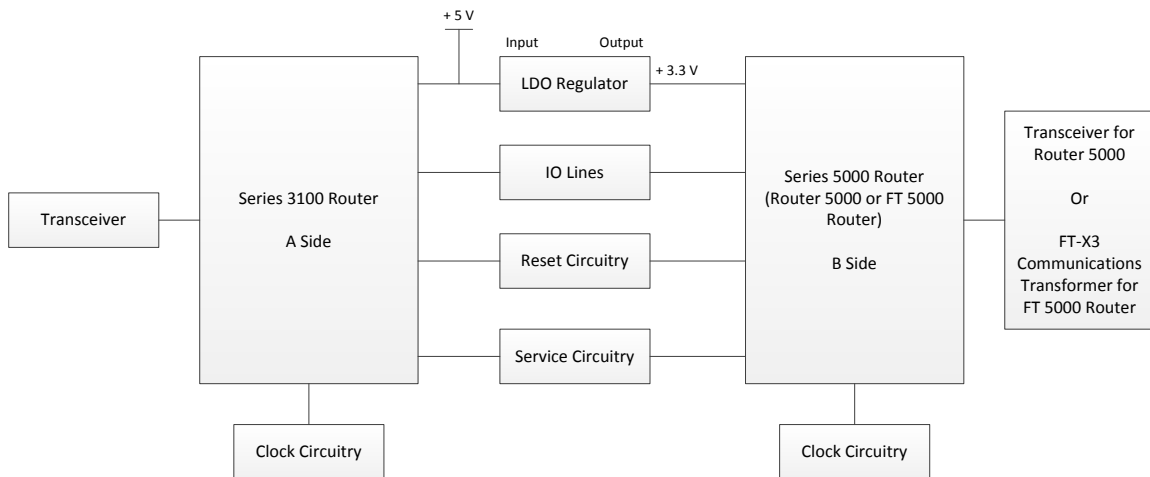 + 5 V
Input
Output
LDO Regulator
+ 3.3 V
IO Lines
Reset Circuitry
Service Circuitry
Transceiver
Series 3100 Router
A Side
Clock Circuitry
Series 5000 Router
(Router 5000 or FT 5000
Router)
B Side
Clock Circuitry
Transceiver for
Router 5000
Or
FT-X3
Communications
Transformer for
FT 5000 Router